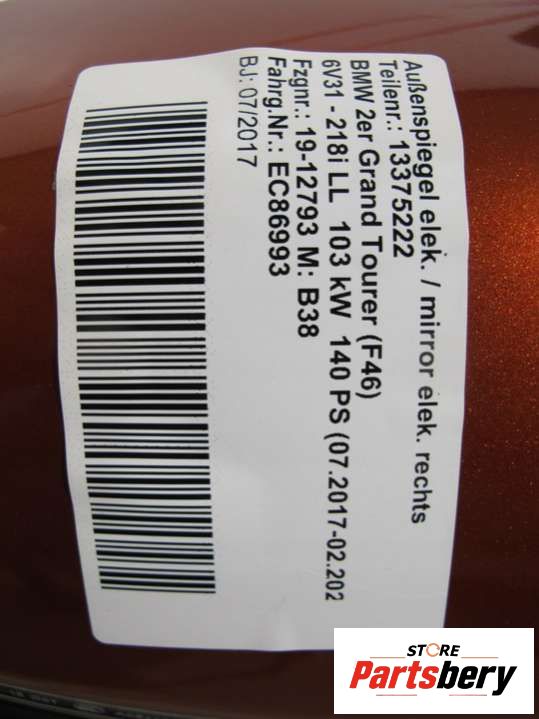 Außenspiegel elek. / mirror elek. rechts
Teilenr.: 13375222
BMW 2er Grand Tourer (F46)
6V31 - 218i LL 103 kW 140 PS (07.2017-02.202
Fzgnr.: 19-12793 M: B38
Fahrg.Nr.: EC86993
BJ: 07/2017
STORE
Partsbery